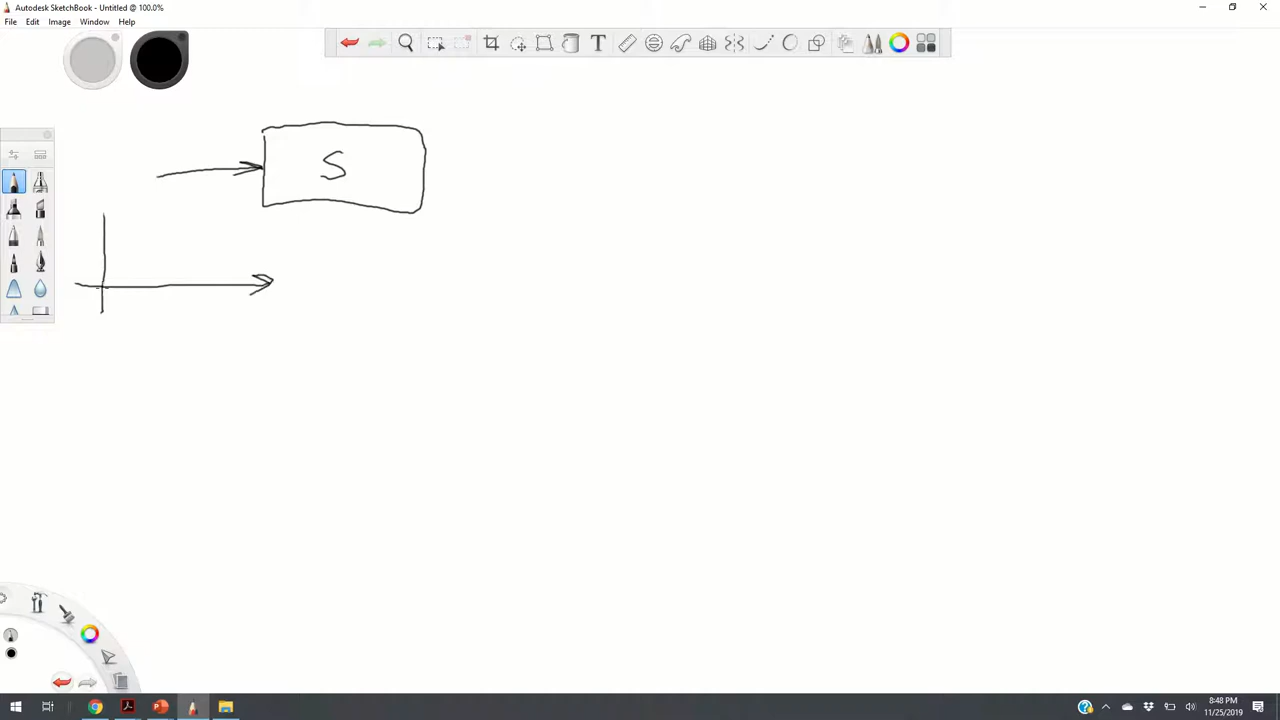 Autodesk SketchBook - Untitled @ 100.0%
File Edit Image Window Help
T
S
8:48 PM
11/25/2019